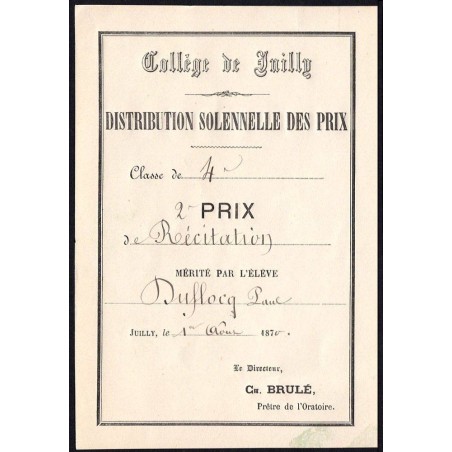 Collège de Juilly
DISTRIBUTION SOLENNELLE DES PRIX
Classe de 4e
2e PRIX
de Récitation
MÉRITÉ PAR L'ÉLÈVE
Duflocq Paul
JUILLY, le 1er Août 1870.
Le Directeur,
CH. BRULÉ,
Prêtre de l'Oratoire.